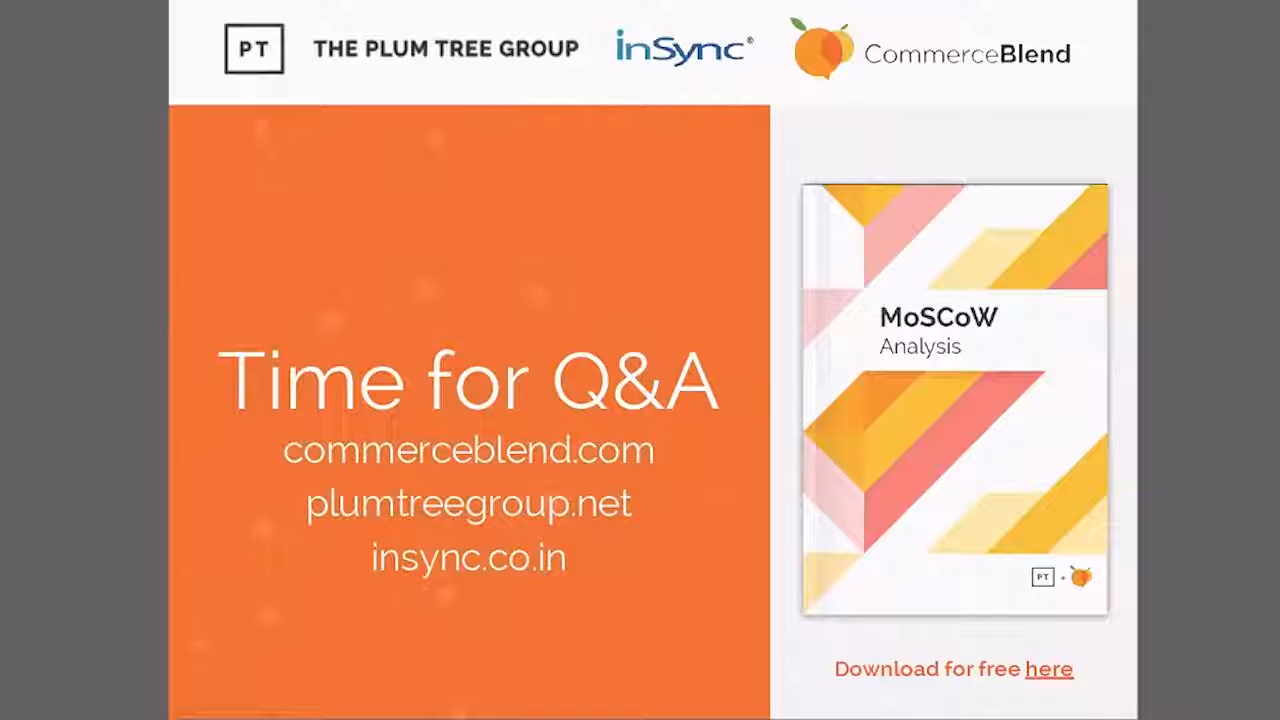 PT THE PLUM TREE GROUP inSync® CommerceBlend
Time for Q&A
commerceblend.com
plumtreegroup.net
insync.co.in
MoSCoW
Analysis
PT +
Download for free here